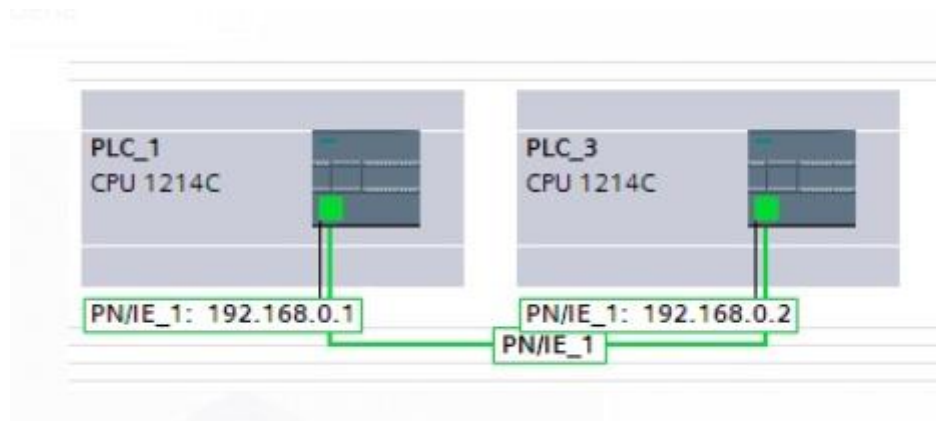 PLC_1
CPU 1214C
PLC_3
CPU 1214C
PN/IE_1: 192.168.0.1
PN/IE_1: 192.168.0.2
PN/IE_1